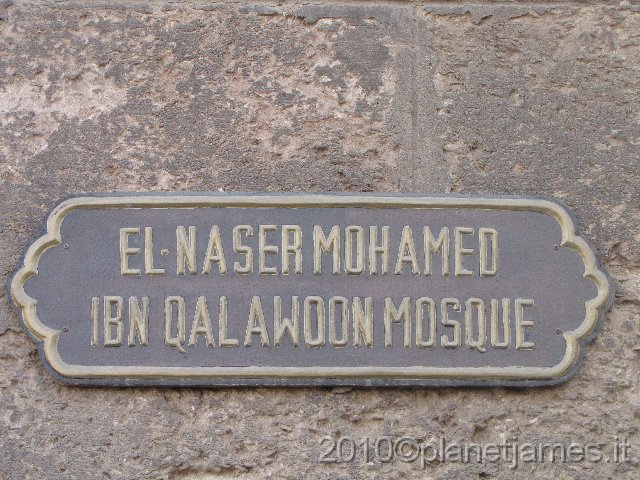 EL-NASER MOHAMED
IBN QALAWOON MOSQUE
2010©planetjames.it